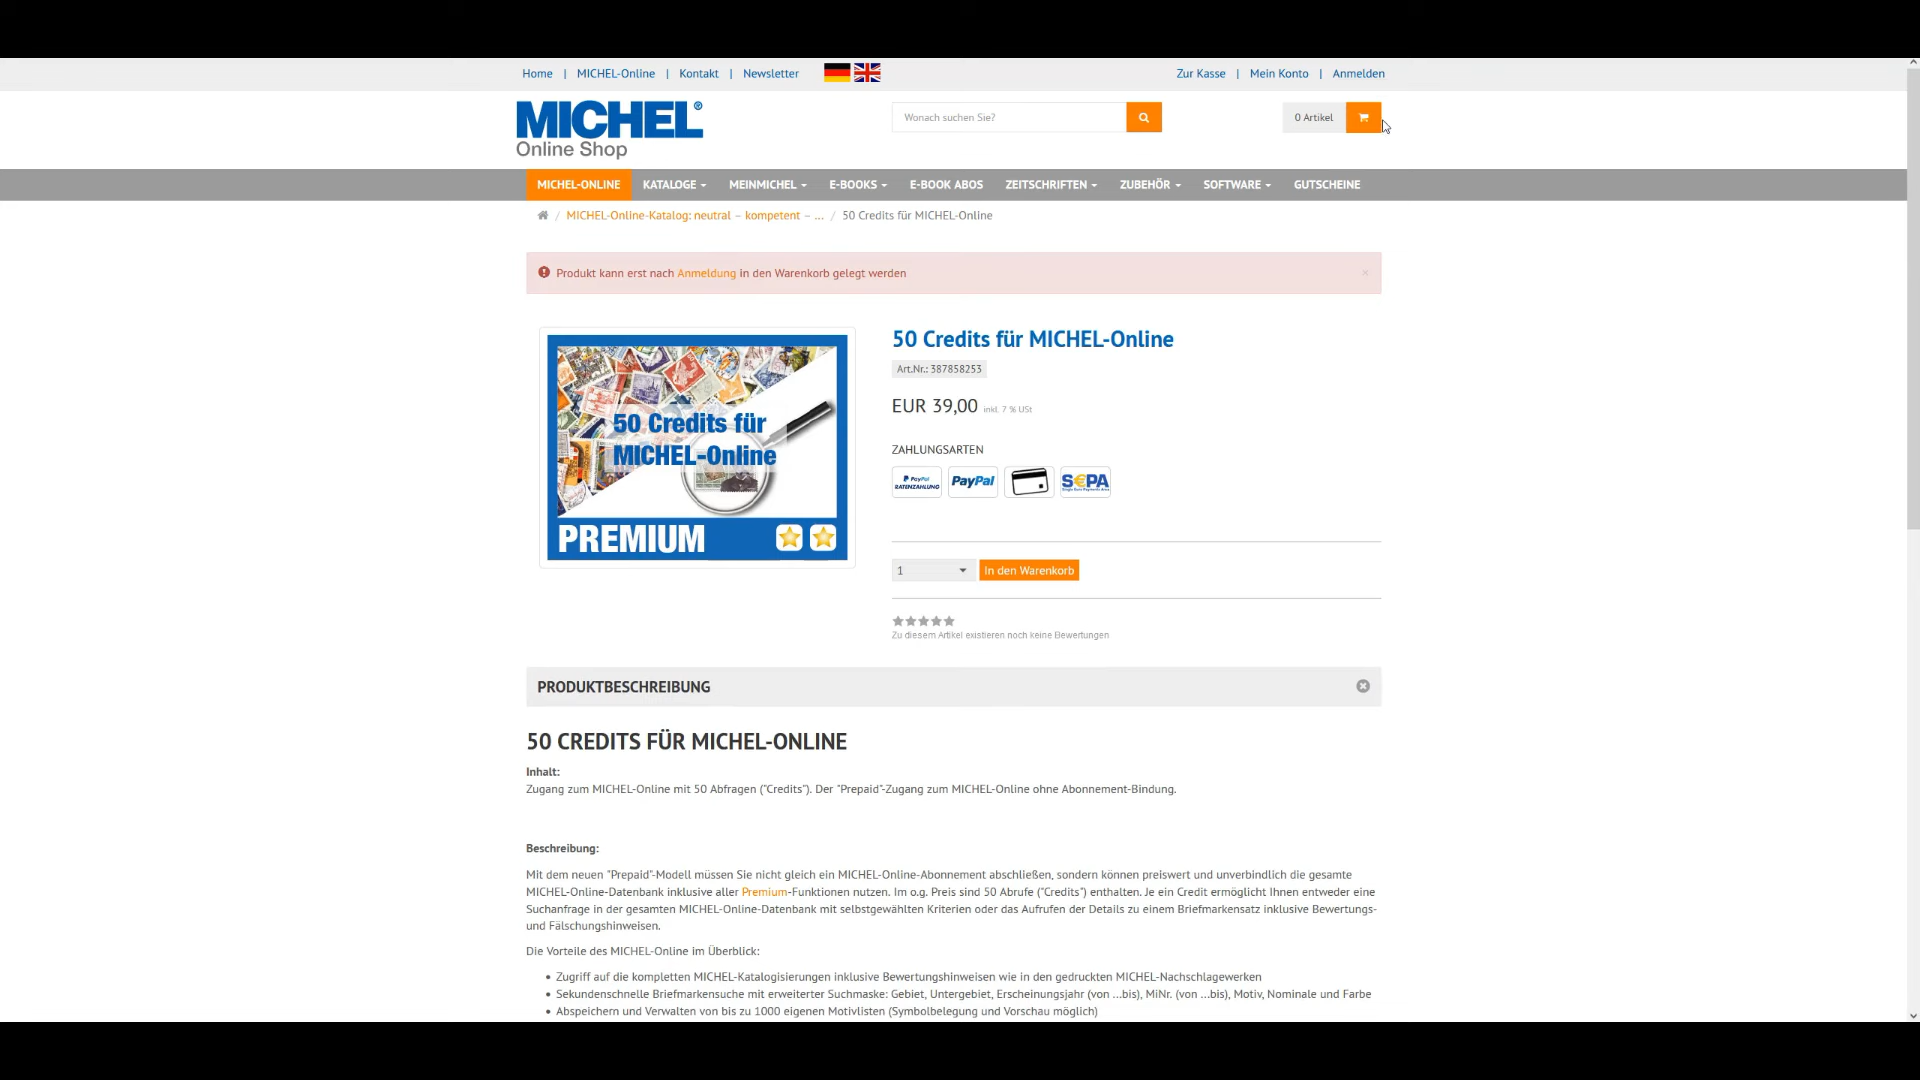 Home | MICHEL-Online | Kontakt | Newsletter
Zur Kasse | Mein Konto | Anmelden
MICHEL®
Online Shop
Wonach suchen Sie?
0 Artikel
MICHEL-ONLINE KATALOGE MEINMICHEL E-BOOKS E-BOOK ABOS ZEITSCHRIFTEN ZUBEHÖR SOFTWARE GUTSCHEINE
/ MICHEL-Online-Katalog: neutral – kompetent – ... / 50 Credits für MICHEL-Online
Produkt kann erst nach Anmeldung in den Warenkorb gelegt werden
×
50 Credits für
MICHEL-Online
PREMIUM
50 Credits für MICHEL-Online
Art.Nr.: 387858253
EUR 39,00 inkl. 7 % USt
ZAHLUNGSARTEN
PayPal
RATENZAHLUNG
PayPal
S€PA
Single Euro Payments Area
1
In den Warenkorb
Zu diesem Artikel existieren noch keine Bewertungen
PRODUKTBESCHREIBUNG
50 CREDITS FÜR MICHEL-ONLINE
Inhalt:
Zugang zum MICHEL-Online mit 50 Abfragen ("Credits"). Der "Prepaid"-Zugang zum MICHEL-Online ohne Abonnement-Bindung.
Beschreibung:
Mit dem neuen "Prepaid"-Modell müssen Sie nicht gleich ein MICHEL-Online-Abonnement abschließen, sondern können preiswert und unverbindlich die gesamte
MICHEL-Online-Datenbank inklusive aller Premium-Funktionen nutzen. Im o.g. Preis sind 50 Abrufe ("Credits") enthalten. Je ein Credit ermöglicht Ihnen entweder eine
Suchanfrage in der gesamten MICHEL-Online-Datenbank mit selbstgewählten Kriterien oder das Aufrufen der Details zu einem Briefmarkensatz inklusive Bewertungs-
und Fälschungshinweisen.
Die Vorteile des MICHEL-Online im Überblick:
• Zugriff auf die kompletten MICHEL-Katalogisierungen inklusive Bewertungshinweisen wie in den gedruckten MICHEL-Nachschlagewerken
• Sekundenschnelle Briefmarkensuche mit erweiterter Suchmaske: Gebiet, Untergebiet, Erscheinungsjahr (von ...bis), MiNr. (von ...bis), Motiv, Nominale und Farbe
• Abspeichern und Verwalten von bis zu 1000 eigenen Motivlisten (Symbolbelegung und Vorschau möglich)